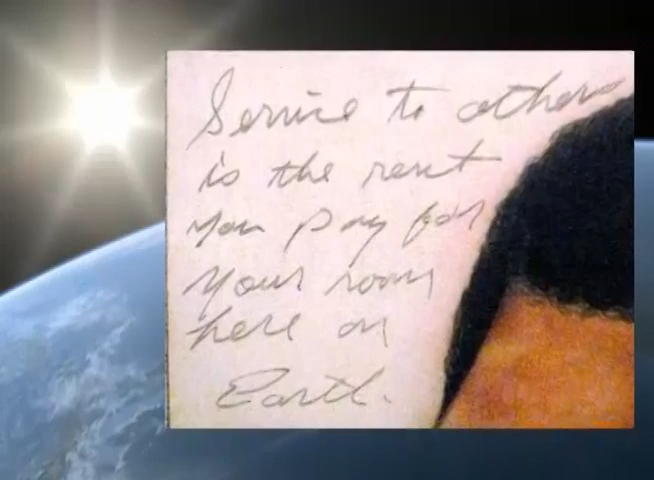 Service to others
is the rent
you pay for
Your room
here on
Earth.